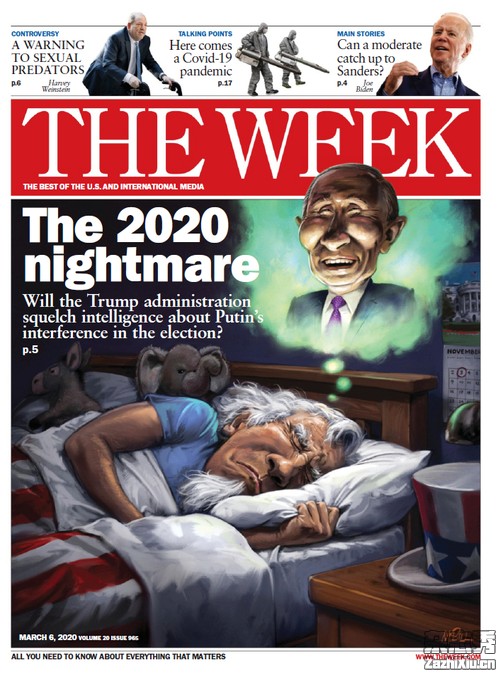 CONTROVERSY
A WARNING
TO SEXUAL
PREDATORS
p.6
Harvey
Weinstein
TALKING POINTS
Here comes
a Covid-19
pandemic
p.17
MAIN STORIES
Can a moderate
catch up to
Sanders?
p.4
Joe
Biden
THE WEEK
THE BEST OF THE U.S. AND INTERNATIONAL MEDIA
The 2020
nightmare
Will the Trump administration
squelch intelligence about Putin's
interference in the election?
p.5
NOVEMBER
MARCH 6, 2020 VOLUME 20 ISSUE 965
ALL YOU NEED TO KNOW ABOUT EVERYTHING THAT MATTERS
WWW.THEWEEK.COM
ZazhiXiu.cn